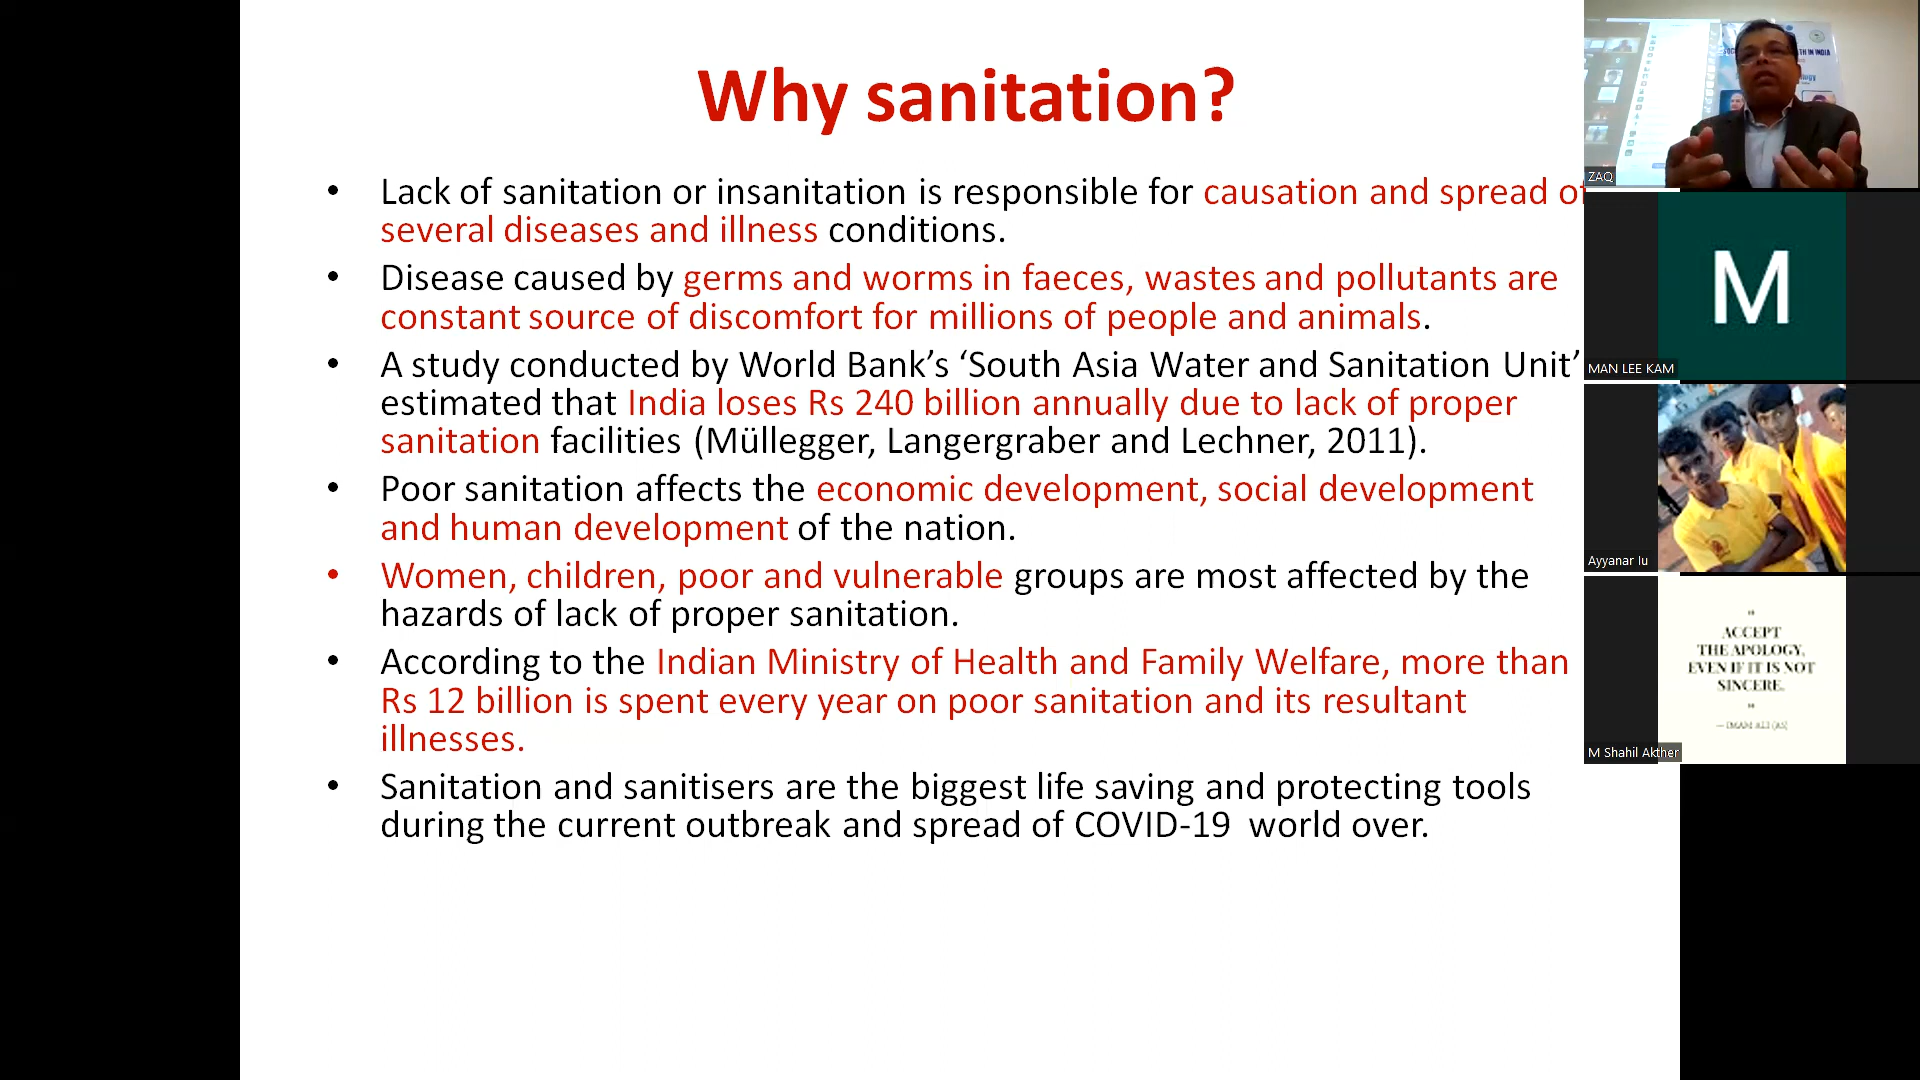 Why sanitation?
• Lack of sanitation or insanitation is responsible for causation and spread of
several diseases and illness conditions.
• Disease caused by germs and worms in faeces, wastes and pollutants are
constant source of discomfort for millions of people and animals.
• A study conducted by World Bank’s ‘South Asia Water and Sanitation Unit’
estimated that India loses Rs 240 billion annually due to lack of proper
sanitation facilities (Müllegger, Langergraber and Lechner, 2011).
• Poor sanitation affects the economic development, social development
and human development of the nation.
• Women, children, poor and vulnerable groups are most affected by the
hazards of lack of proper sanitation.
• According to the Indian Ministry of Health and Family Welfare, more than
Rs 12 billion is spent every year on poor sanitation and its resultant
illnesses.
• Sanitation and sanitisers are the biggest life saving and protecting tools
during the current outbreak and spread of COVID-19 world over.
ZAQ
M
MAN LEE KAM
Ayyanar Iu
"
ACCEPT
THE APOLOGY,
EVEN IF IT IS NOT
SINCERE.
"
— IMAM ALI (AS)
M Shahil Akther